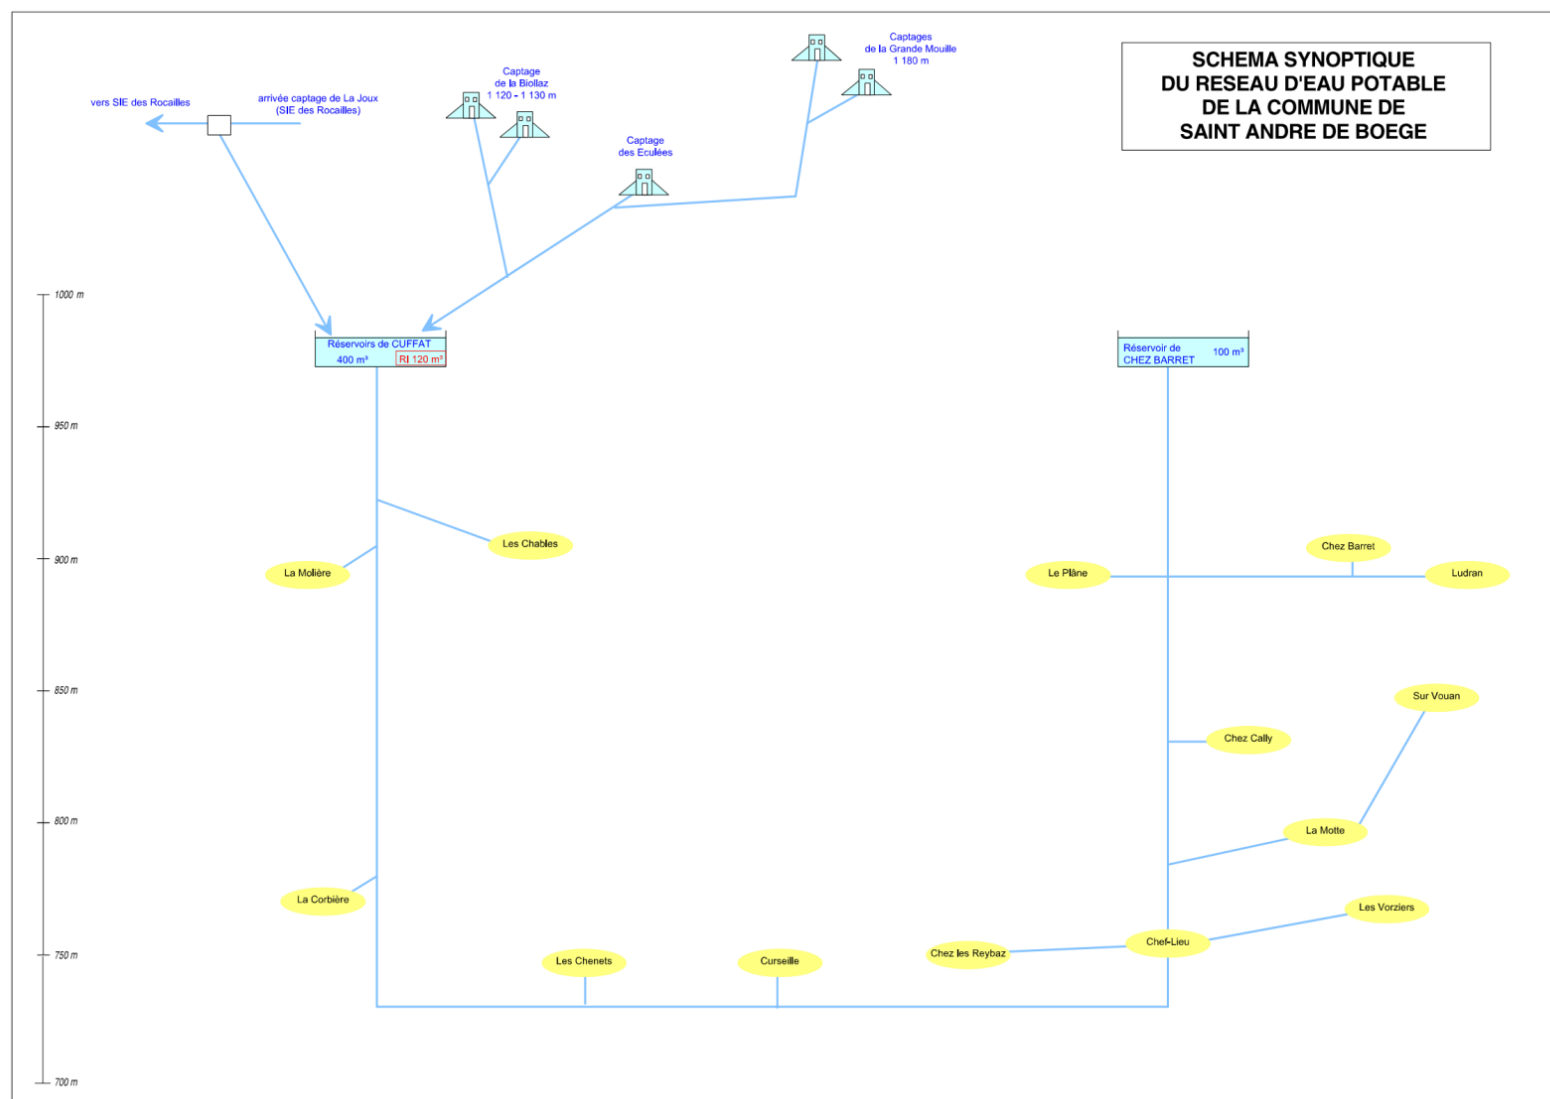 SCHEMA SYNOPTIQUE
DU RESEAU D'EAU POTABLE
DE LA COMMUNE DE
SAINT ANDRE DE BOEGE
Captages
de la Grande Mouille
1 180 m
Captage
de la Biollaz
1 120 - 1 130 m
vers SIE des Rocailles
arrivée captage de La Joux
(SIE des Rocailles)
Captage
des Eculées
1000 m
Réservoirs de CUFFAT
400 m³
RI 120 m³
Réservoir de
CHEZ BARRET
100 m³
950 m
Les Chables
Chez Barret
900 m
La Molière
Le Plâne
Ludran
850 m
Sur Vouan
Chez Cally
800 m
La Motte
La Corbière
Les Vorziers
Chef-Lieu
750 m
Les Chenets
Curseille
Chez les Reybaz
700 m